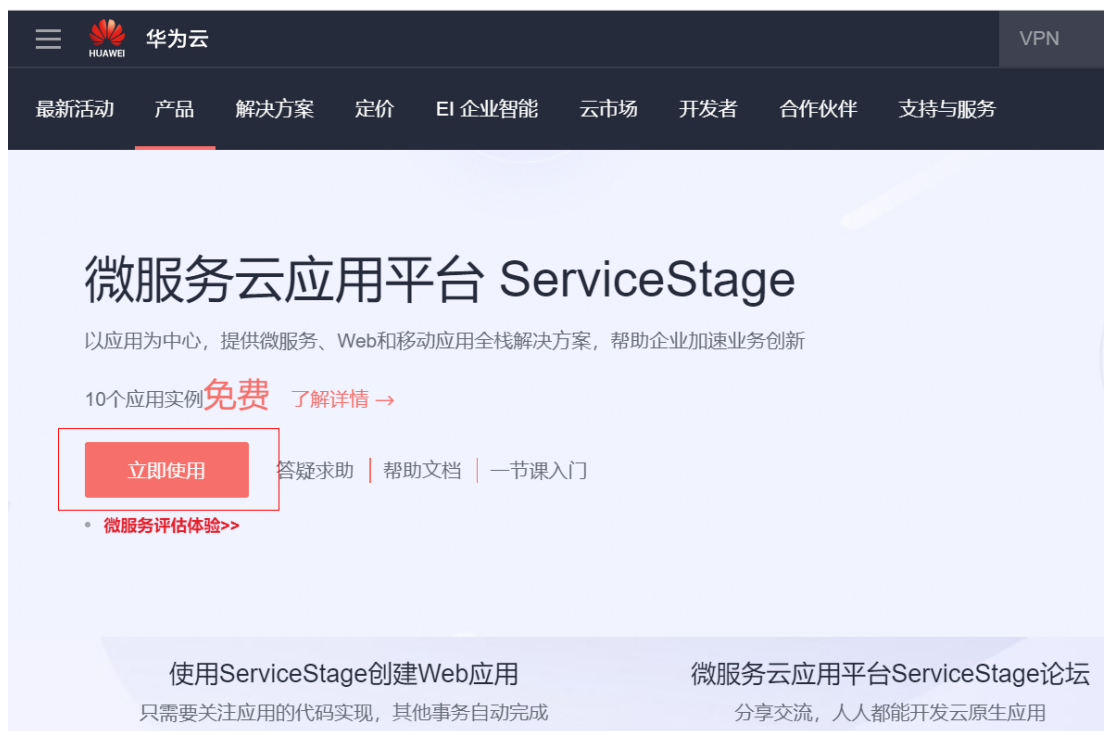 HUAWEI 华为云 VPN
最新活动 产品 解决方案 定价 EI 企业智能 云市场 开发者 合作伙伴 支持与服务
微服务云应用平台 ServiceStage
以应用为中心，提供微服务、Web和移动应用全栈解决方案，帮助企业加速业务创新
10个应用实例免费 了解详情 →
立即使用 答疑求助 | 帮助文档 | 一节课入门
• 微服务评估体验>>
使用ServiceStage创建Web应用 微服务云应用平台ServiceStage论坛
只需要关注应用的代码实现，其他事务自动完成 分享交流，人人都能开发云原生应用